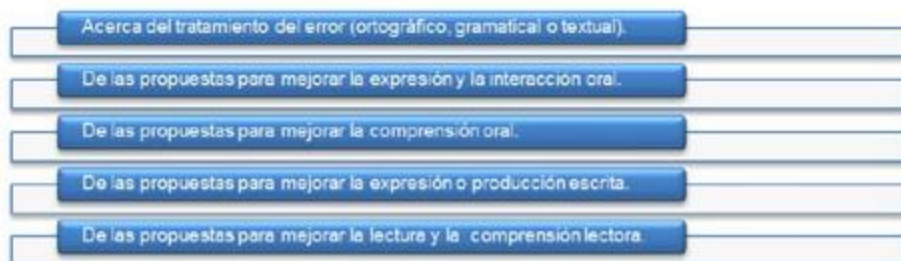 Acerca del tratamiento del error (ortográfico, gramatical o textual).
De las propuestas para mejorar la expresión y la interacción oral.
De las propuestas para mejorar la comprensión oral.
De las propuestas para mejorar la expresión o producción escrita.
De las propuestas para mejorar la lectura y la comprensión lectora.